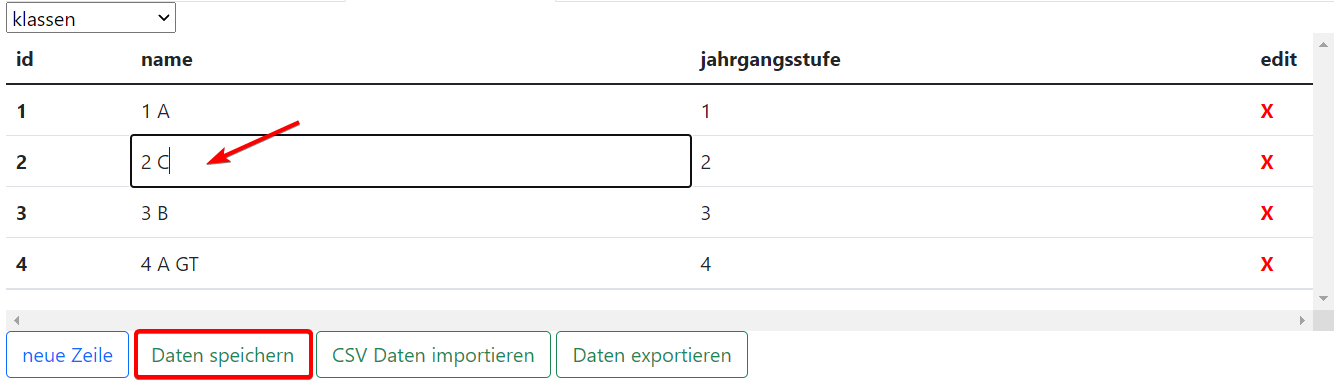 klassen
id name jahrgangsstufe edit
1 1 A 1 X
2 2 C 2 X
3 3 B 3 X
4 4 A GT 4 X
neue Zeile Daten speichern CSV Daten importieren Daten exportieren